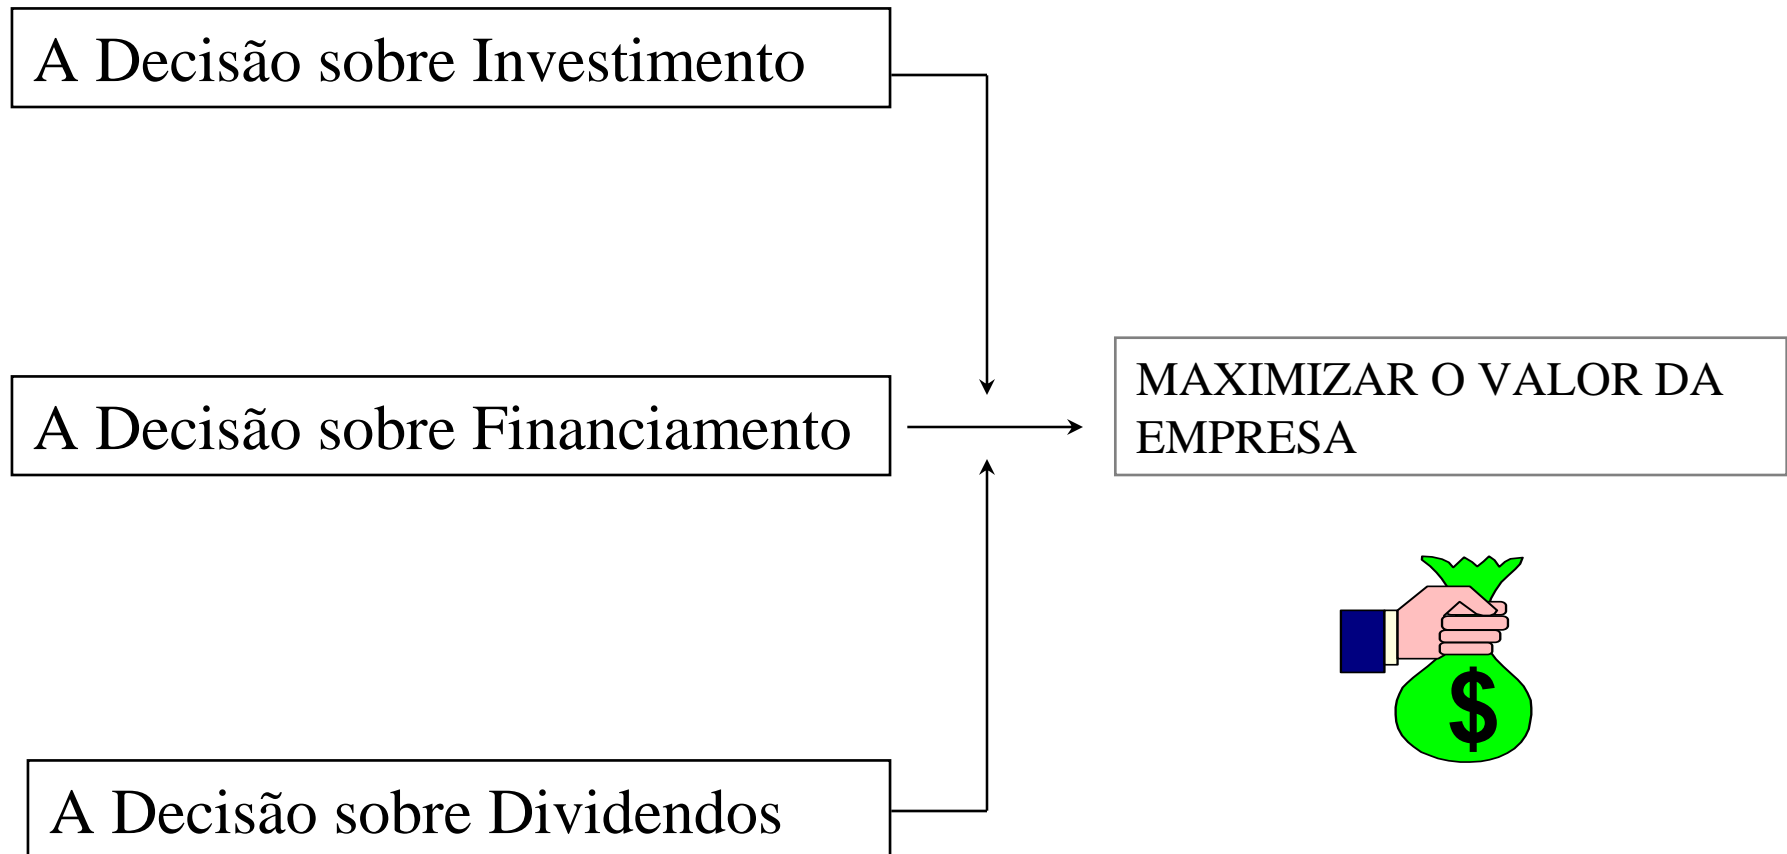 A Decisão sobre Investimento
A Decisão sobre Financiamento
MAXIMIZAR O VALOR DA
EMPRESA
$
A Decisão sobre Dividendos